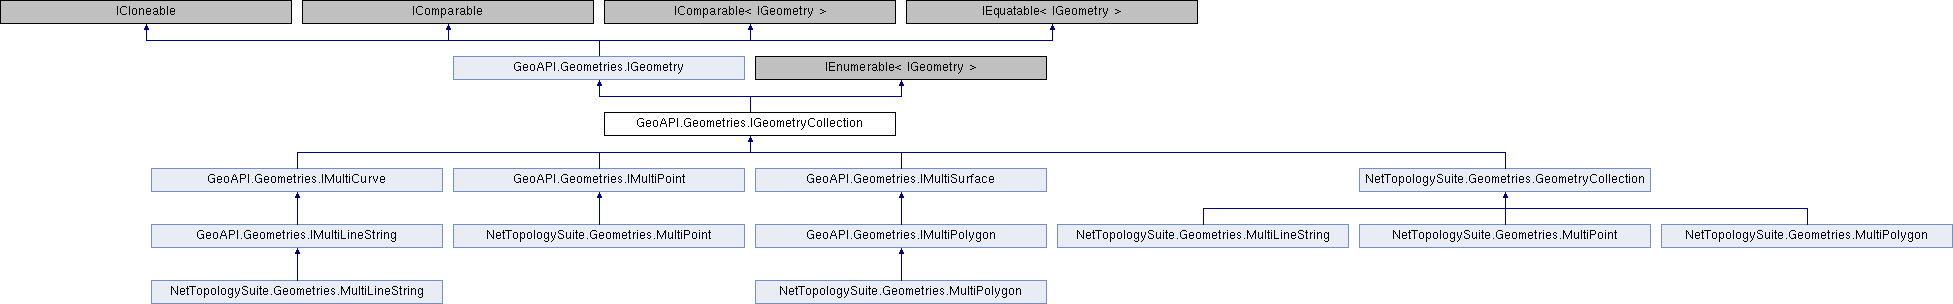 ICloneable
IComparable
IComparable< IGeometry >
IEquatable< IGeometry >
GeoAPI.Geometries.IGeometry
IEnumerable< IGeometry >
GeoAPI.Geometries.IGeometryCollection
GeoAPI.Geometries.IMultiCurve
GeoAPI.Geometries.IMultiPoint
GeoAPI.Geometries.IMultiSurface
NetTopologySuite.Geometries.GeometryCollection
GeoAPI.Geometries.IMultiLineString
NetTopologySuite.Geometries.MultiPoint
GeoAPI.Geometries.IMultiPolygon
NetTopologySuite.Geometries.MultiLineString
NetTopologySuite.Geometries.MultiPoint
NetTopologySuite.Geometries.MultiPolygon
NetTopologySuite.Geometries.MultiLineString
NetTopologySuite.Geometries.MultiPolygon